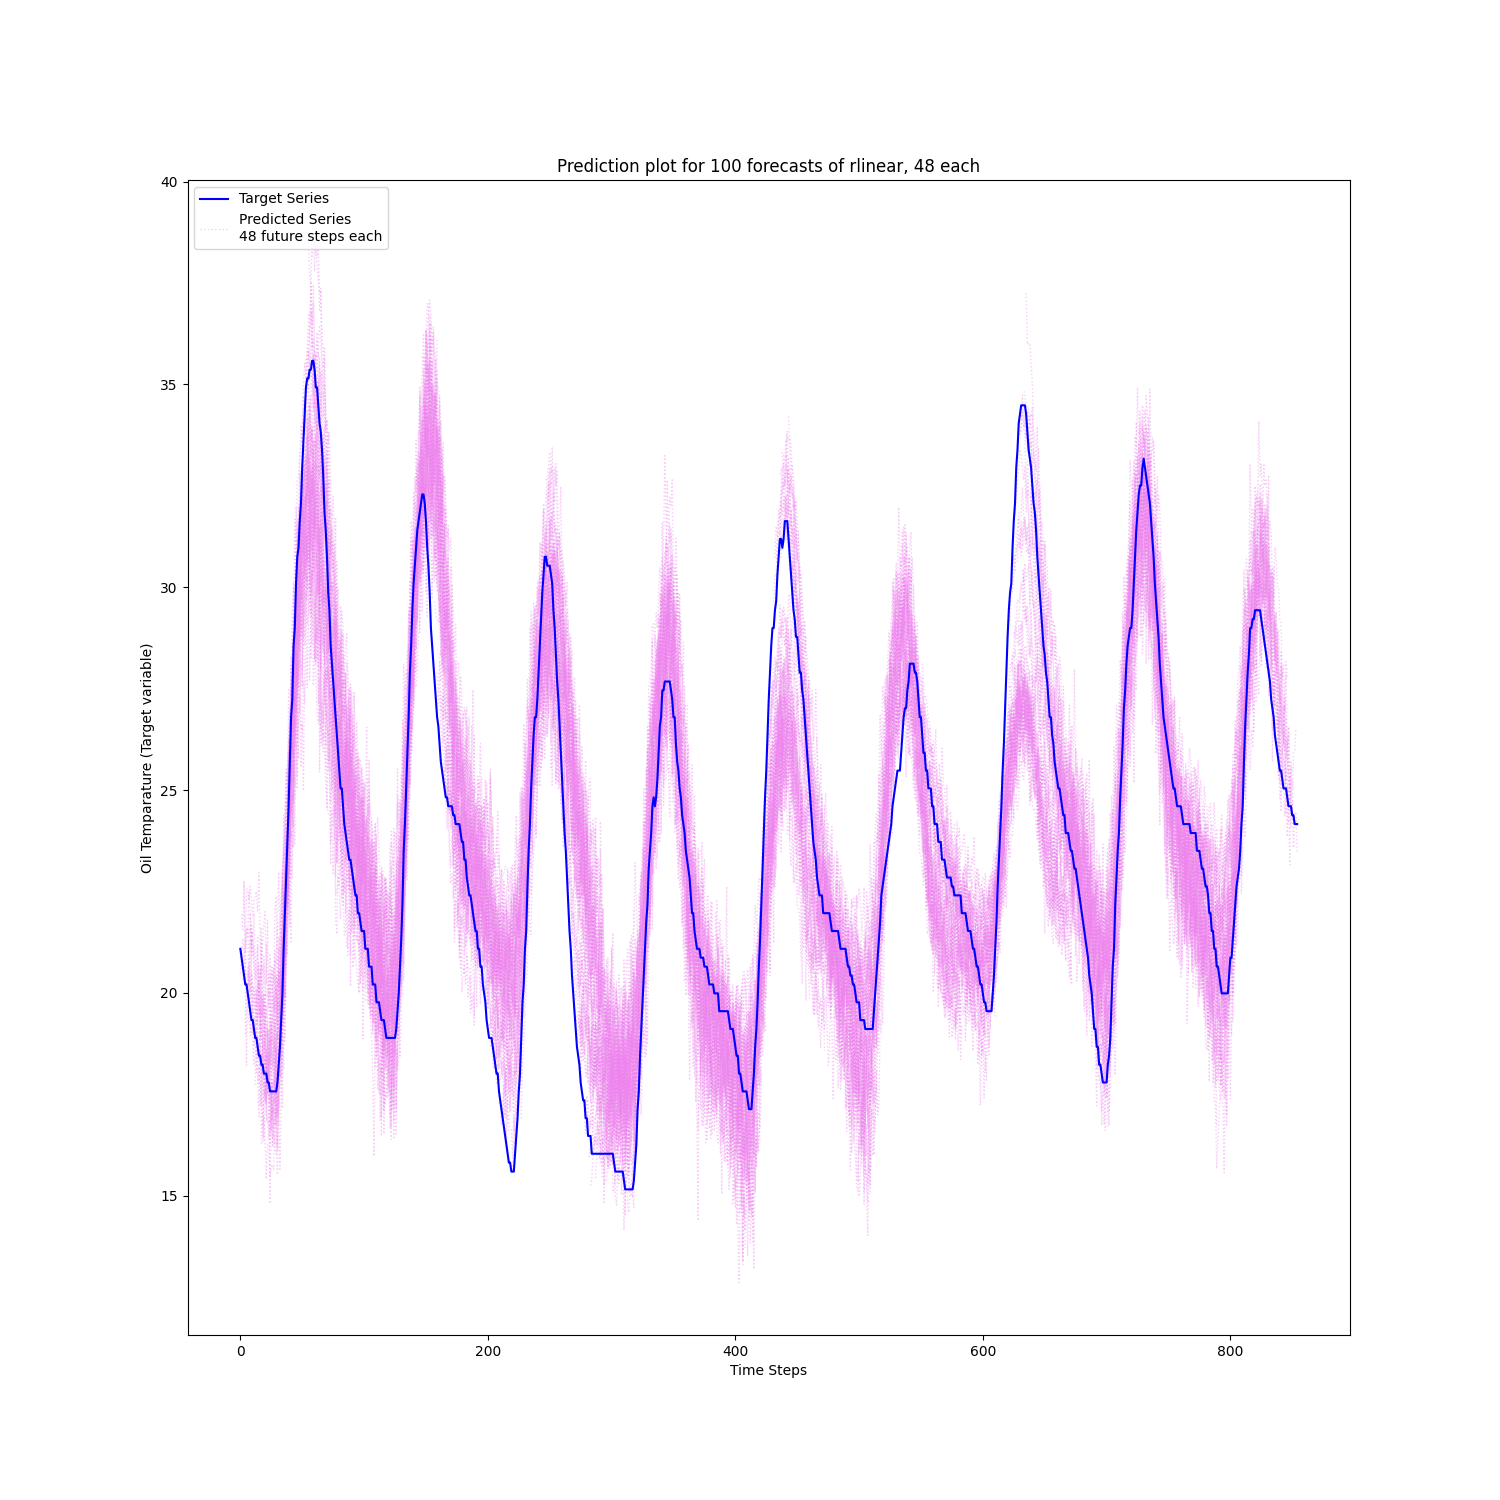 Prediction plot for 100 forecasts of rlinear, 48 each
Target Series
Predicted Series
48 future steps each
40
35
30
25
20
15
Oil Temparature (Target variable)
0
200
400
600
800
Time Steps